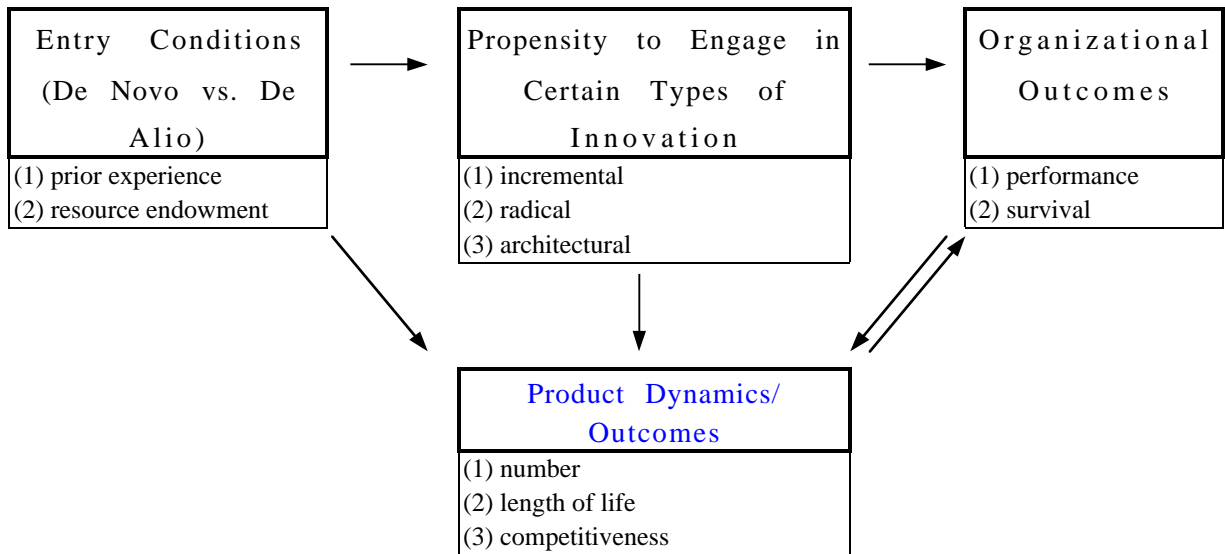 Entry Conditions
(De Novo vs. De
Alio)
(1) prior experience
(2) resource endowment
Propensity to Engage in
Certain Types of
Innovation
(1) incremental
(2) radical
(3) architectural
Organizational
Outcomes
(1) performance
(2) survival
Product Dynamics/
Outcomes
(1) number
(2) length of life
(3) competitiveness